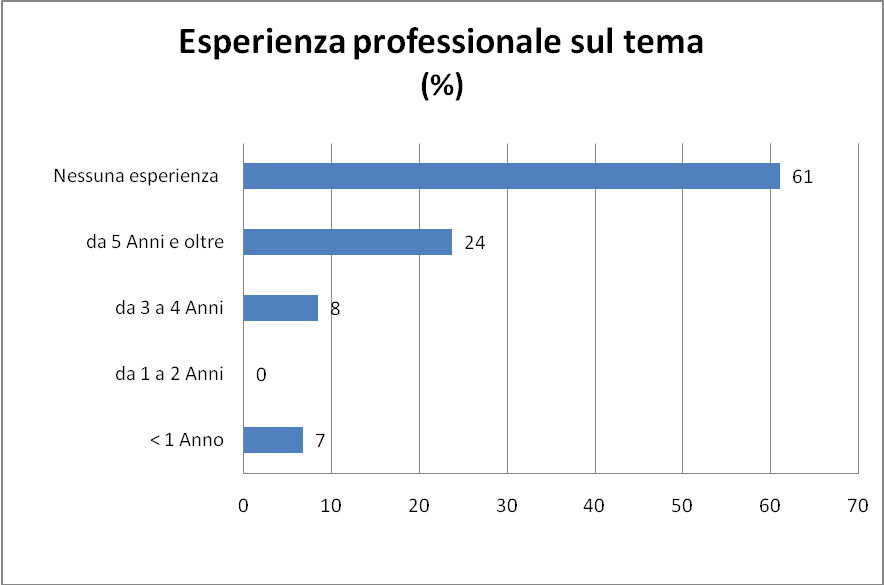 Esperienza professionale sul tema
(%)
Nessuna esperienza 61
da 5 Anni e oltre 24
da 3 a 4 Anni 8
da 1 a 2 Anni 0
< 1 Anno 7
0 10 20 30 40 50 60 70